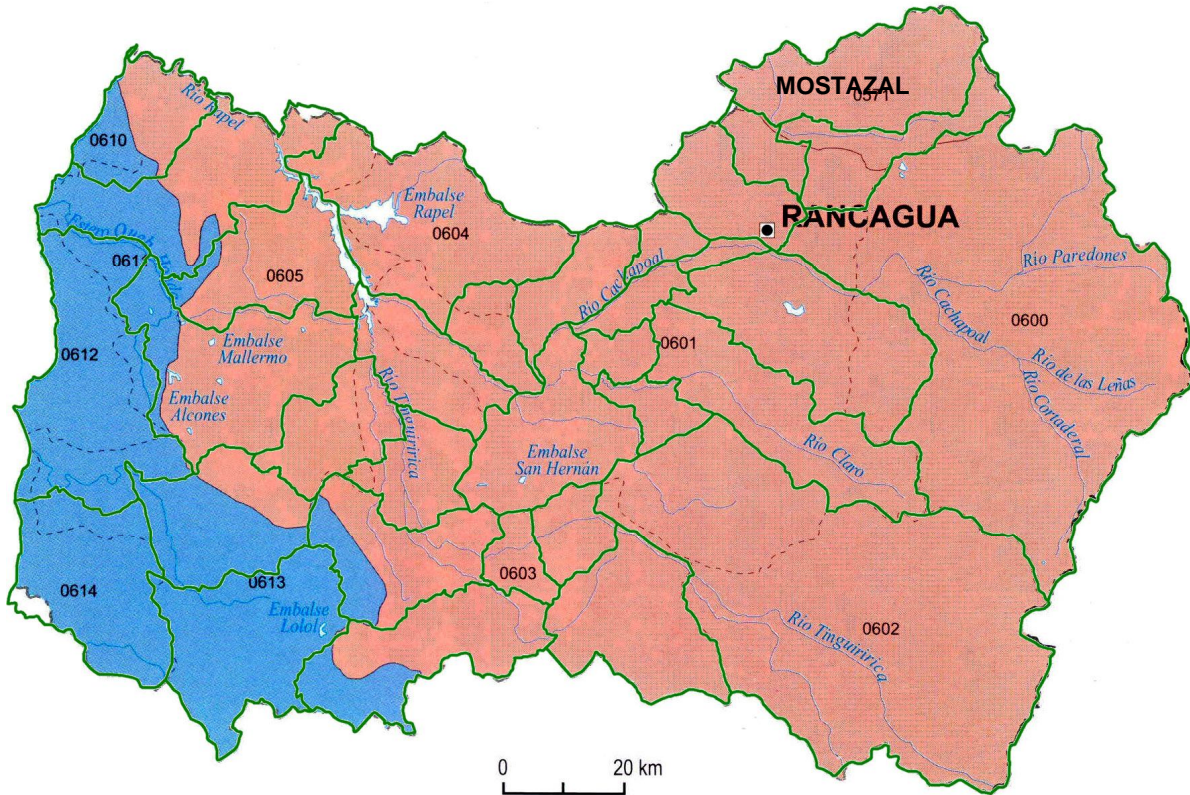 MOSTAZAL
0571
Río Rapel
0610
Embalse
Rapel
RANCAGUA
0604
Estero
0611
0605
Río Cachapoal
Río Paredones
Río Cachapoal
0600
0601
Embalse
Mallermo
0612
Río de las Leñas
Río Cortaderal
Embalse
Alcones
Río Tinguiririca
Embalse
San Hernán
Río Claro
0603
0613
0614
Embalse
Lolol
0602
Río Tinguiririca
0 20 km